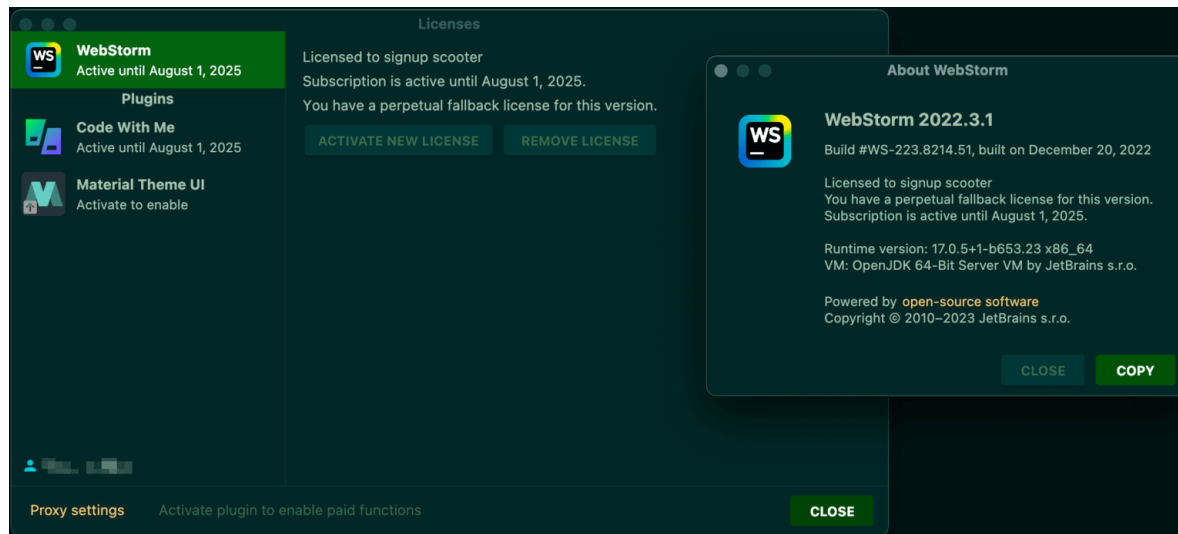 Licenses
WS
WebStorm
Active until August 1, 2025
Plugins
Code With Me
Active until August 1, 2025
Material Theme UI
Activate to enable
Licensed to signup scooter
Subscription is active until August 1, 2025.
You have a perpetual fallback license for this version.
ACTIVATE NEW LICENSE
REMOVE LICENSE
Proxy settings
Activate plugin to enable paid functions
CLOSE
About WebStorm
WS
WebStorm 2022.3.1
Build #WS-223.8214.51, built on December 20, 2022
Licensed to signup scooter
You have a perpetual fallback license for this version.
Subscription is active until August 1, 2025.
Runtime version: 17.0.5+1-b653.23 x86_64
VM: OpenJDK 64-Bit Server VM by JetBrains s.r.o.
Powered by open-source software
Copyright © 2010–2023 JetBrains s.r.o.
CLOSE
COPY